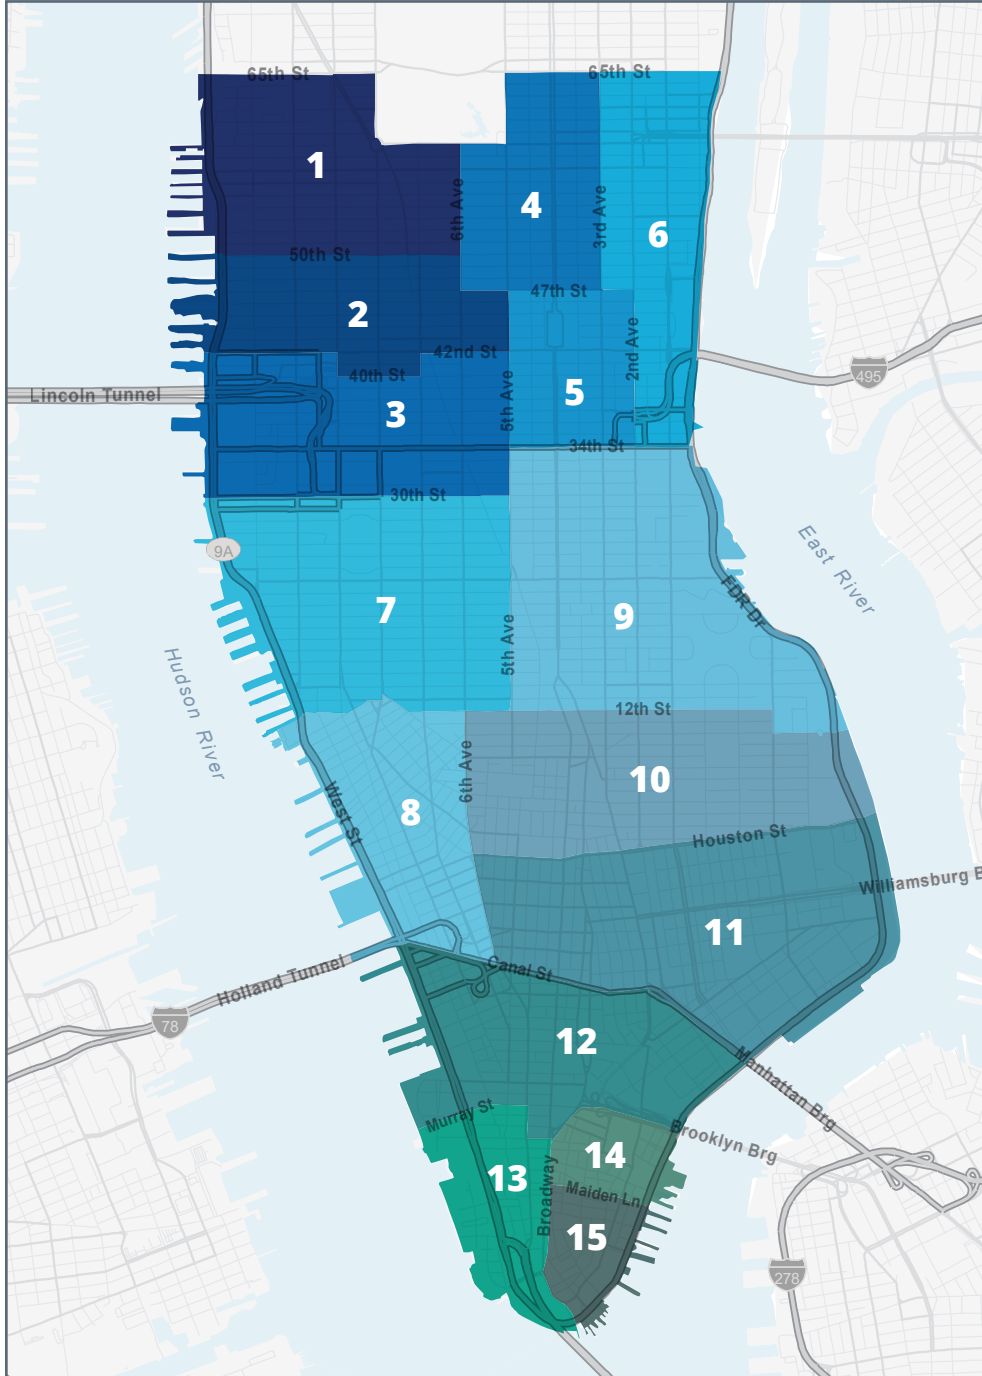 65th St
65th St
1
6th Ave
4
3rd Ave
6
50th St
47th St
2
42nd St
2nd Ave
40th St
495
Lincoln Tunnel
3
5th Ave
5
34th St
30th St
9A
East River
7
9
FDR Dr
5th Ave
Hudson River
12th St
6th Ave
10
8
West St
Houston St
Williamsburg B
11
Canal St
Holland Tunnel
78
12
Manhattan Brg
Murray St
Brooklyn Brg
14
13
Broadway
Maiden Ln
15
278